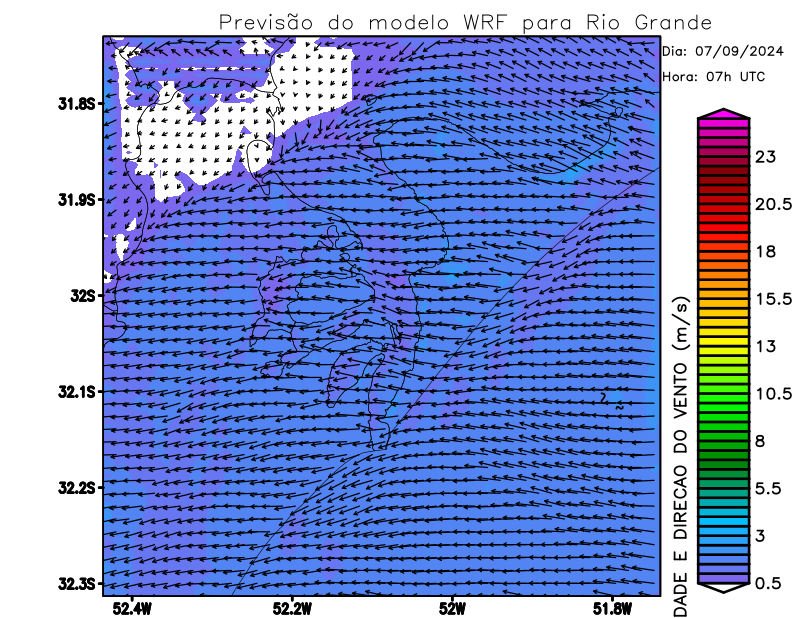 Previsão do modelo WRF para Rio Grande
Dia: 07/09/2024
Hora: 07h UTC
31.8S
31.9S
32S
32.1S
32.2S
32.3S
52.4W
52.2W
52W
51.8W
23
20.5
18
15.5
13
10.5
8
5.5
3
0.5
DADE E DIRECAO DO VENTO (m/s)